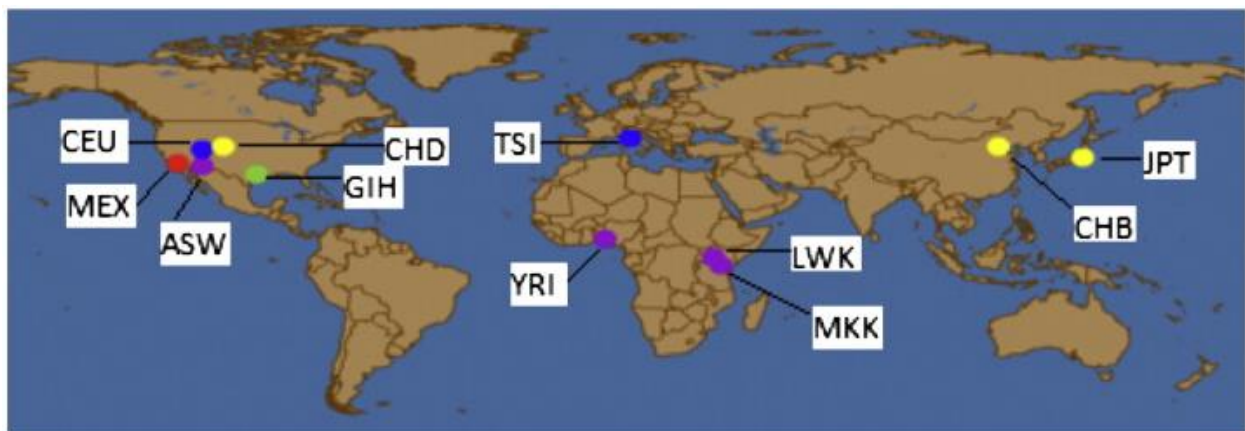 CEU
CHD
TSI
JPT
MEX
GIH
ASW
CHB
YRI
LWK
MKK